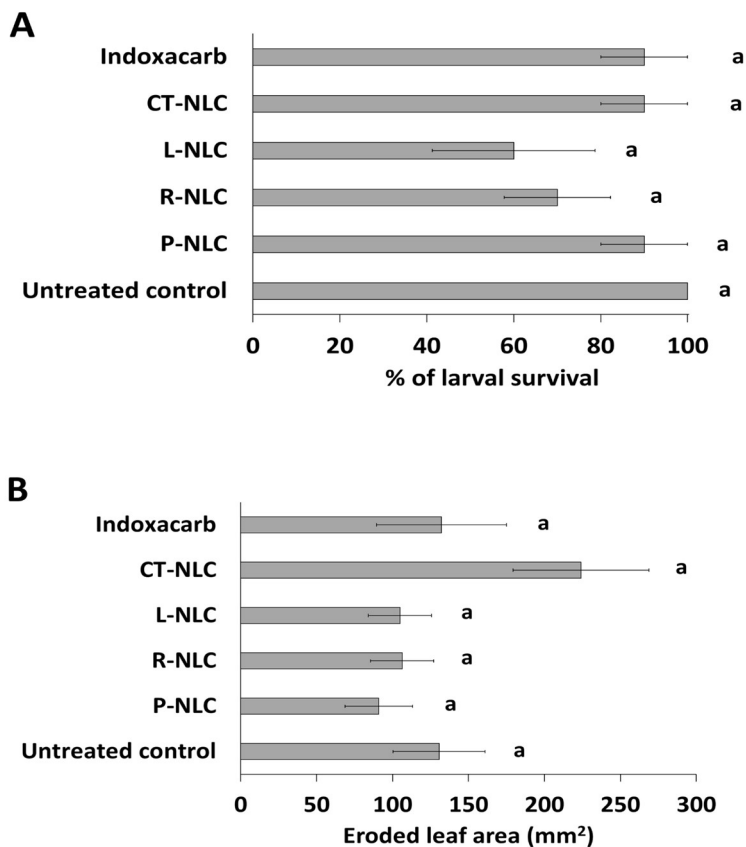 A
Indoxacarb a
CT-NLC a
L-NLC a
R-NLC a
P-NLC a
Untreated control a
0 20 40 60 80 100
% of larval survival
B
Indoxacarb a
CT-NLC a
L-NLC a
R-NLC a
P-NLC a
Untreated control a
0 50 100 150 200 250 300
Eroded leaf area (mm²)